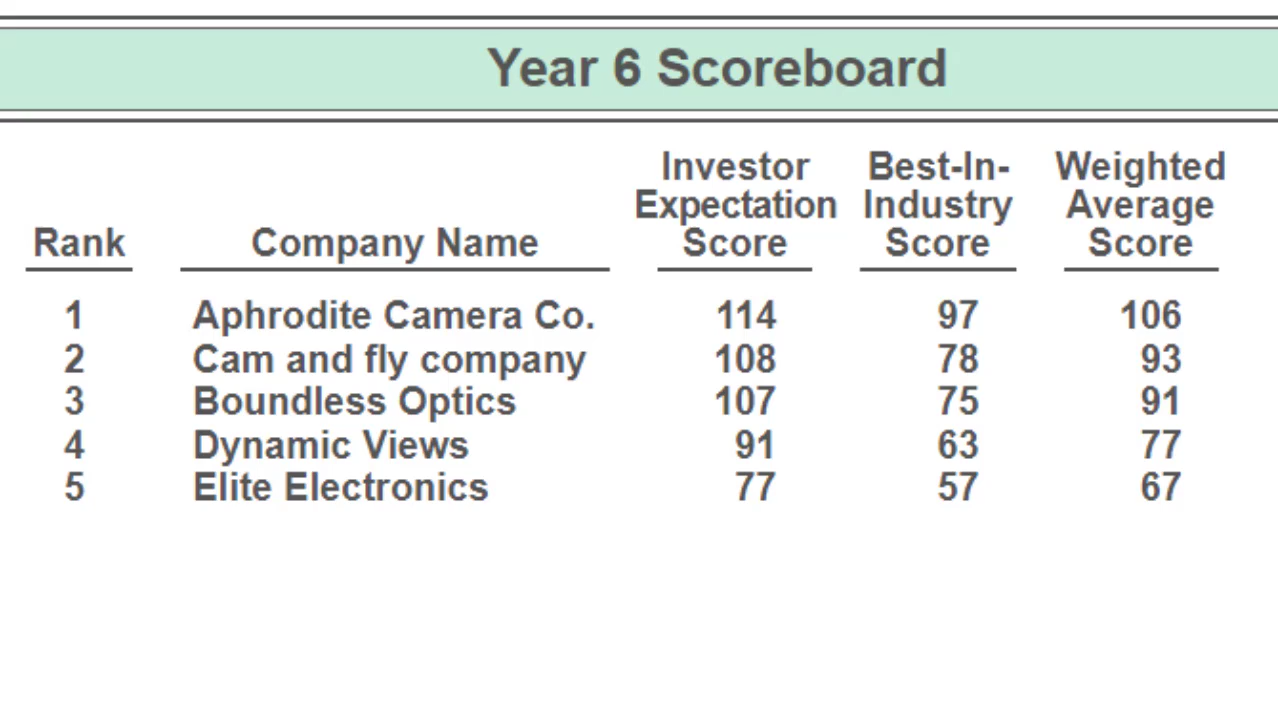 Year 6 Scoreboard
Investor Best-In- Weighted
Expectation Industry Average
Rank Company Name Score Score Score
1 Aphrodite Camera Co. 114 97 106
2 Cam and fly company 108 78 93
3 Boundless Optics 107 75 91
4 Dynamic Views 91 63 77
5 Elite Electronics 77 57 67